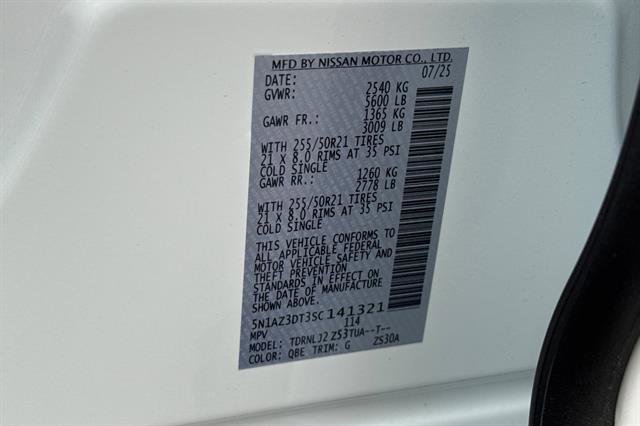 MFD BY NISSAN MOTOR CO., LTD.
DATE: 07/25
GVWR: 2540 KG
5600 LB
GAWR FR.: 1365 KG
3009 LB
WITH 255/50R21 TIRES
21 X 8.0 RIMS AT 35 PSI
COLD SINGLE
GAWR RR.: 1260 KG
2778 LB
WITH 255/50R21 TIRES
21 X 8.0 RIMS AT 35 PSI
COLD SINGLE
THIS VEHICLE CONFORMS TO
ALL APPLICABLE FEDERAL
MOTOR VEHICLE SAFETY AND
THEFT PREVENTION
STANDARDS IN EFFECT ON
THE DATE OF MANUFACTURE
SHOWN ABOVE.
5N1AZ3DT3SC141321
MPV 114
MODEL: TDRNLJ2 Z53TUA--T--
COLOR: QBE TRIM: G ZS30A